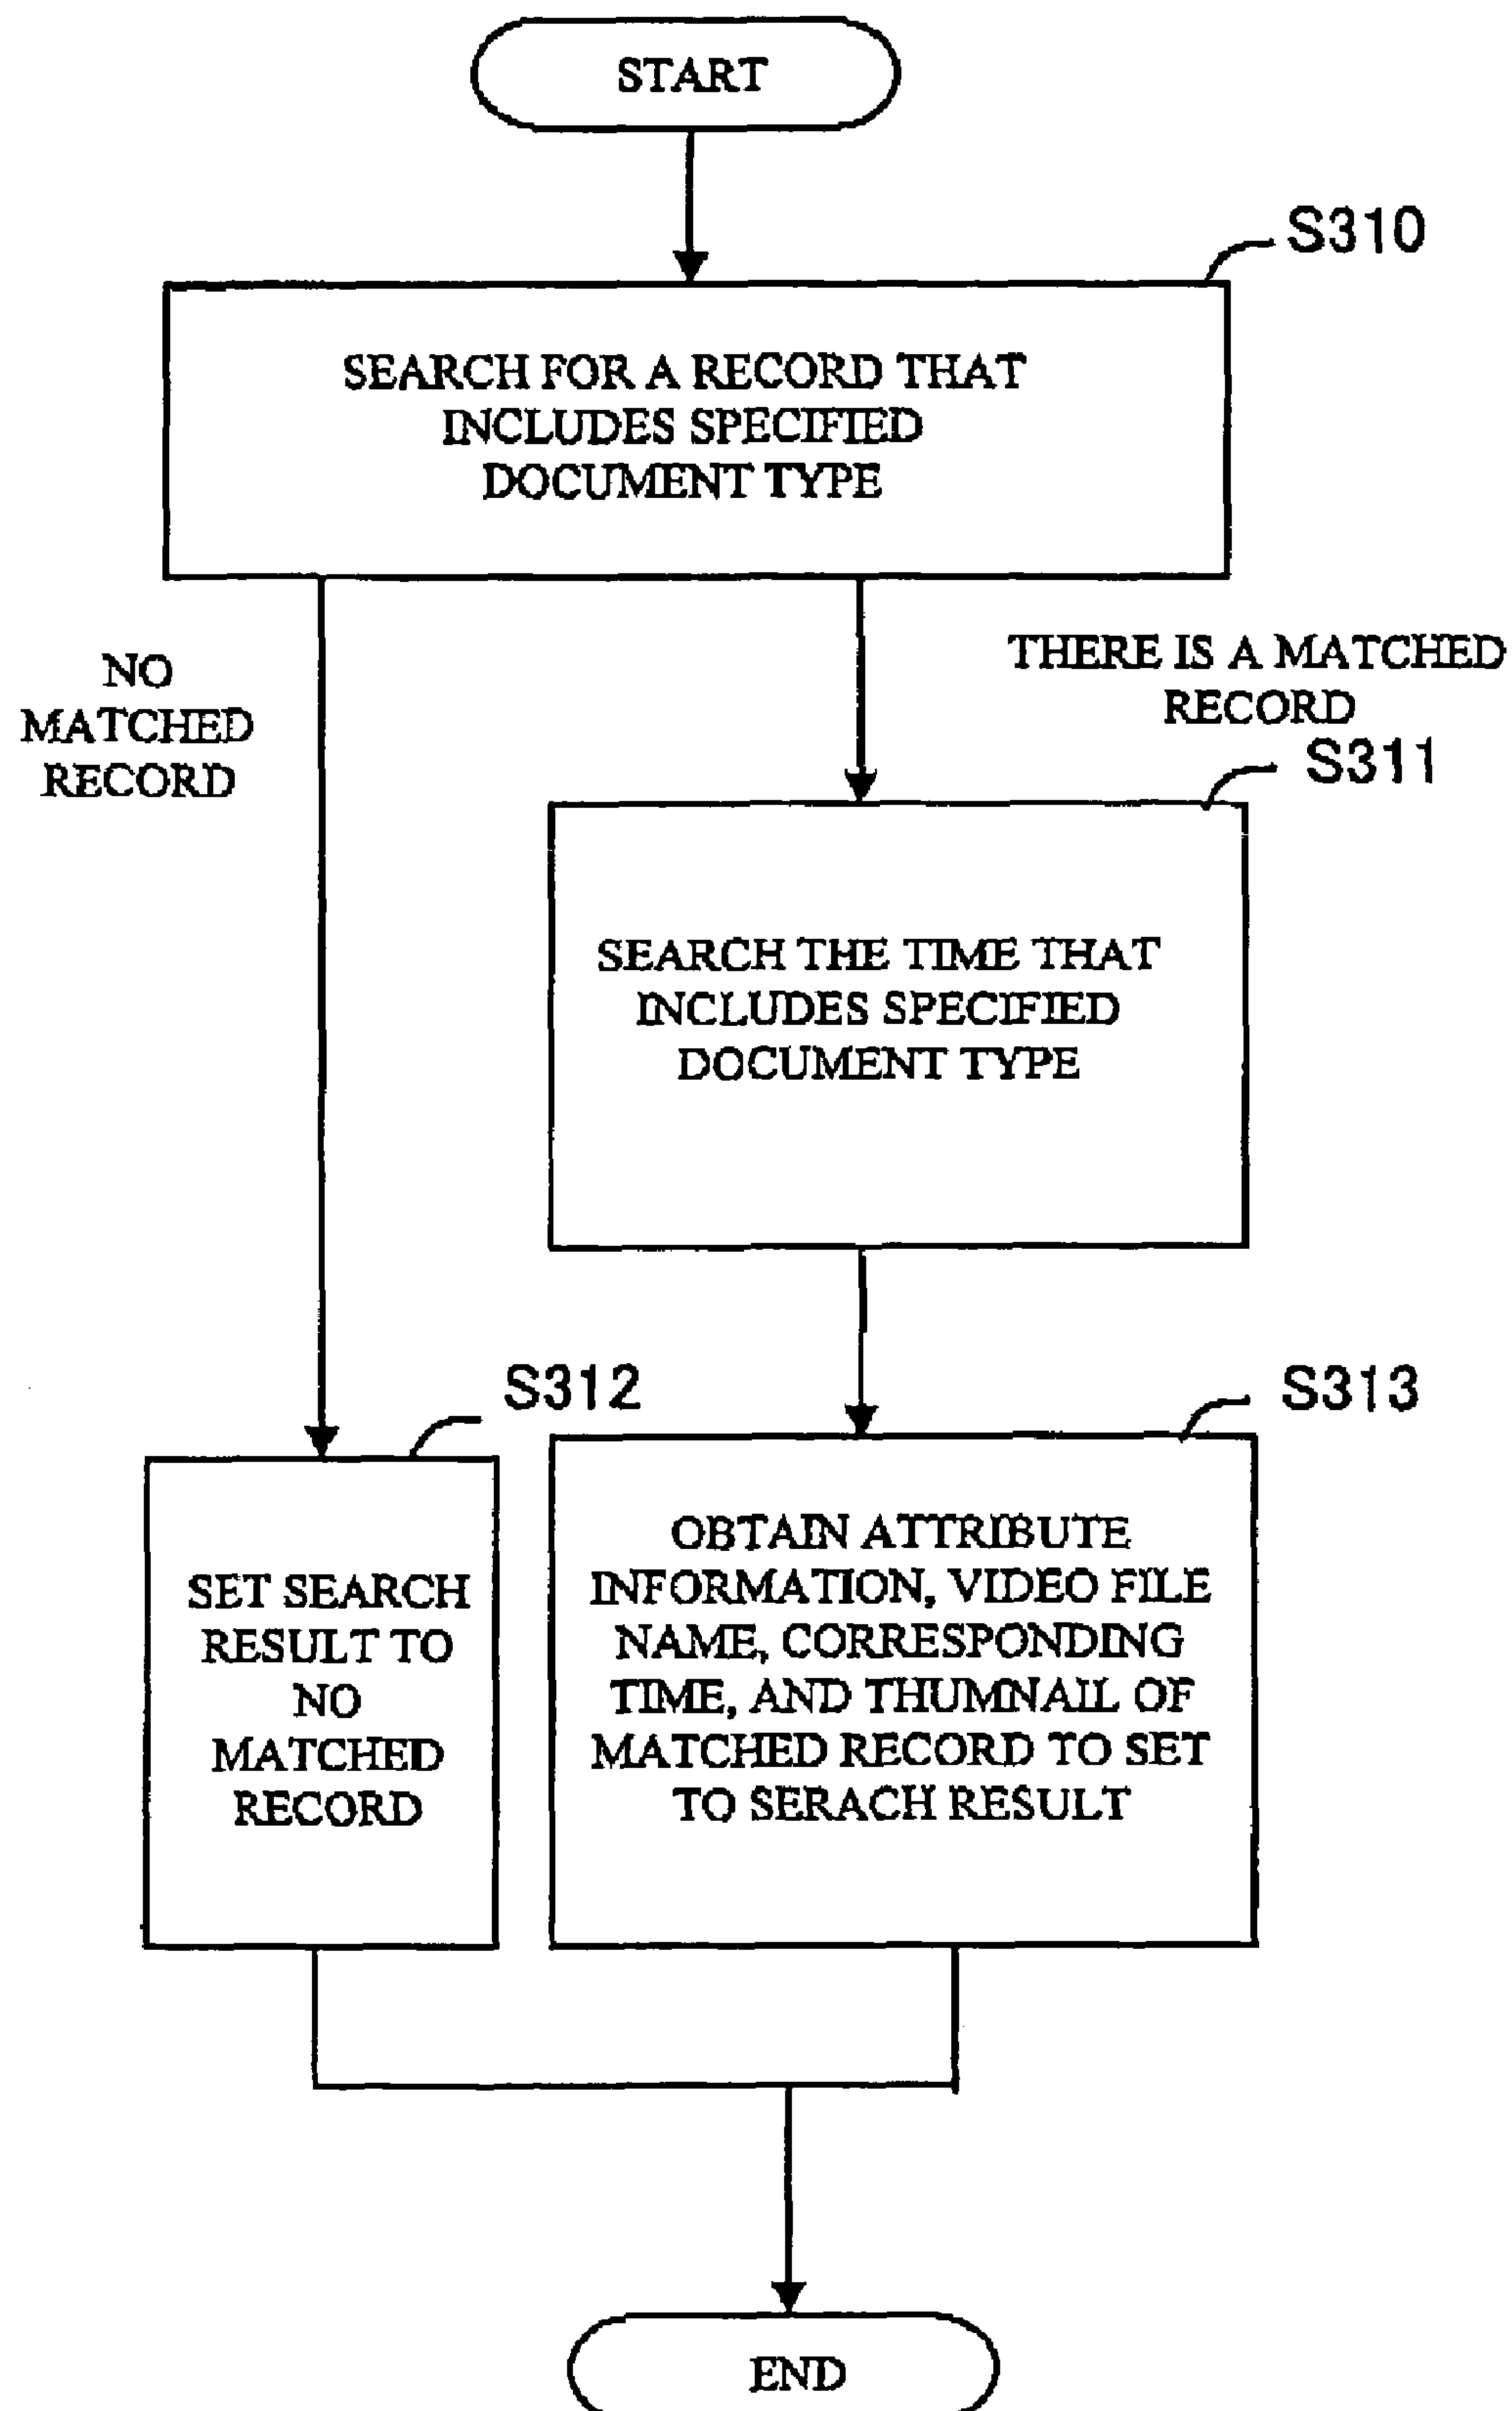 START
S310
SEARCH FOR A RECORD THAT
INCLUDES SPECIFIED
DOCUMENT TYPE
NO
MATCHED
RECORD
THERE IS A MATCHED
RECORD
S311
SEARCH THE TIME THAT
INCLUDES SPECIFIED
DOCUMENT TYPE
S312
SET SEARCH
RESULT TO
NO
MATCHED
RECORD
S313
OBTAIN ATTRIBUTE
INFORMATION, VIDEO FILE
NAME, CORRESPONDING
TIME, AND THUMNAIL OF
MATCHED RECORD TO SET
TO SERACH RESULT
END